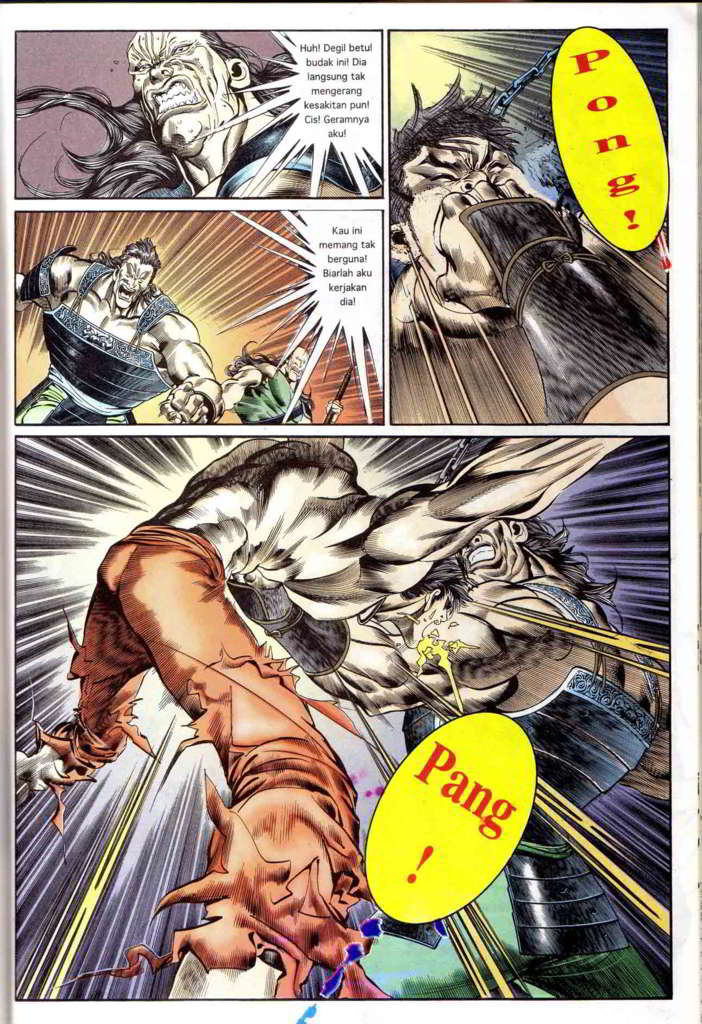 Huh! Degil betul
budak ini! Dia
langsung tak
mengerang
kesakitan pun!
Cis! Geramnya
aku!
Pong!
Kau ini
memang tak
berguna!
Biarlah aku
kerjakan
dia!
Pang
!